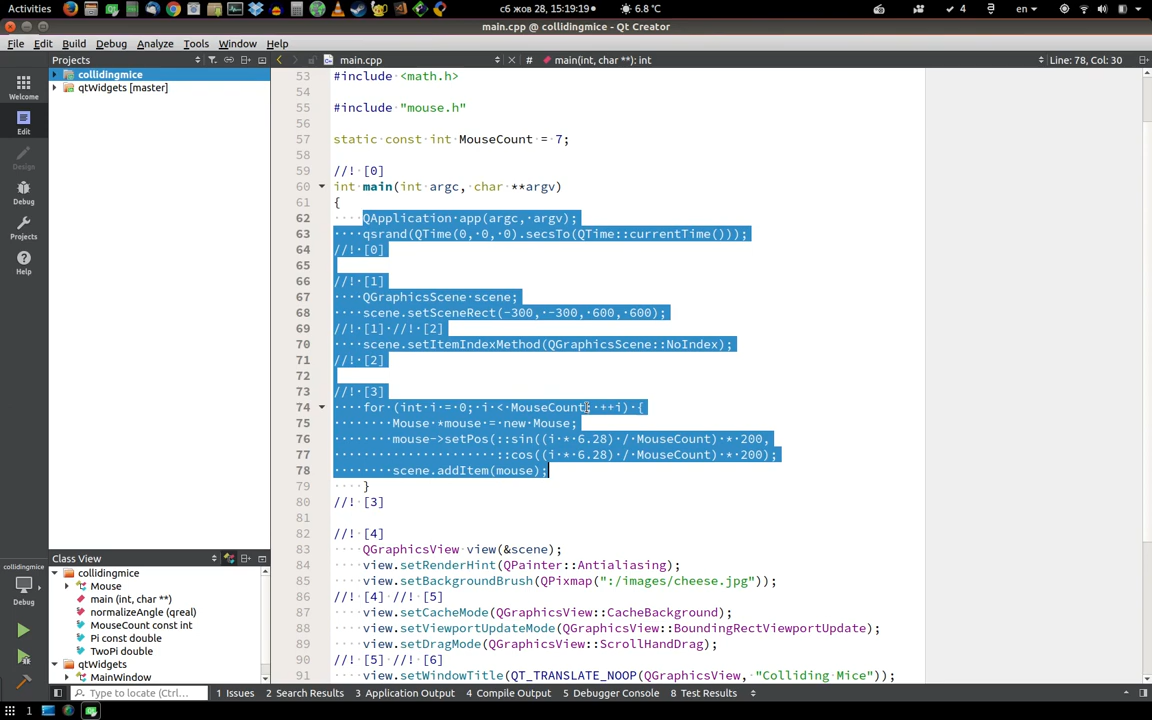 Activities
сб жов 28, 15:19:19
6.8 °C
4
en
main.cpp @ collidingmice - Qt Creator
File Edit Build Debug Analyze Tools Window Help
Projects
main.cpp
#
main(int, char **): int
Line: 78, Col: 30
Welcome
Edit
Design
Debug
Projects
Help
collidingmice
Debug
collidingmice
qtWidgets [master]
53 #include <math.h>
54
55 #include "mouse.h"
56
57 static const int MouseCount = 7;
58
59 //! [0]
60 int main(int argc, char **argv)
61 {
62 QApplication app(argc, argv);
63 qsrand(QTime(0, 0, 0).secsTo(QTime::currentTime()));
64 //! [0]
65
66 //! [1]
67 QGraphicsScene scene;
68 scene.setSceneRect(-300, -300, 600, 600);
69 //! [1] //! [2]
70 scene.setItemIndexMethod(QGraphicsScene::NoIndex);
71 //! [2]
72
73 //! [3]
74 for (int i = 0; i < MouseCount; ++i) {
75 Mouse *mouse = new Mouse;
76 mouse->setPos(::sin((i * 6.28) / MouseCount) * 200,
77 ::cos((i * 6.28) / MouseCount) * 200);
78 scene.addItem(mouse);
79 }
80 //! [3]
81
82 //! [4]
83 QGraphicsView view(&scene);
84 view.setRenderHint(QPainter::Antialiasing);
85 view.setBackgroundBrush(QPixmap(":/images/cheese.jpg"));
86 //! [4] //! [5]
87 view.setCacheMode(QGraphicsView::CacheBackground);
88 view.setViewportUpdateMode(QGraphicsView::BoundingRectViewportUpdate);
89 view.setDragMode(QGraphicsView::ScrollHandDrag);
90 //! [5] //! [6]
91 view.setWindowTitle(QT_TRANSLATE_NOOP(QGraphicsView, "Colliding Mice"));
Class View
collidingmice
Mouse
main (int, char **)
normalizeAngle (qreal)
MouseCount const int
Pi const double
TwoPi double
qtWidgets
MainWindow
Type to locate (Ctrl-...
1 Issues
2 Search Results
3 Application Output
4 Compile Output
5 Debugger Console
8 Test Results
1